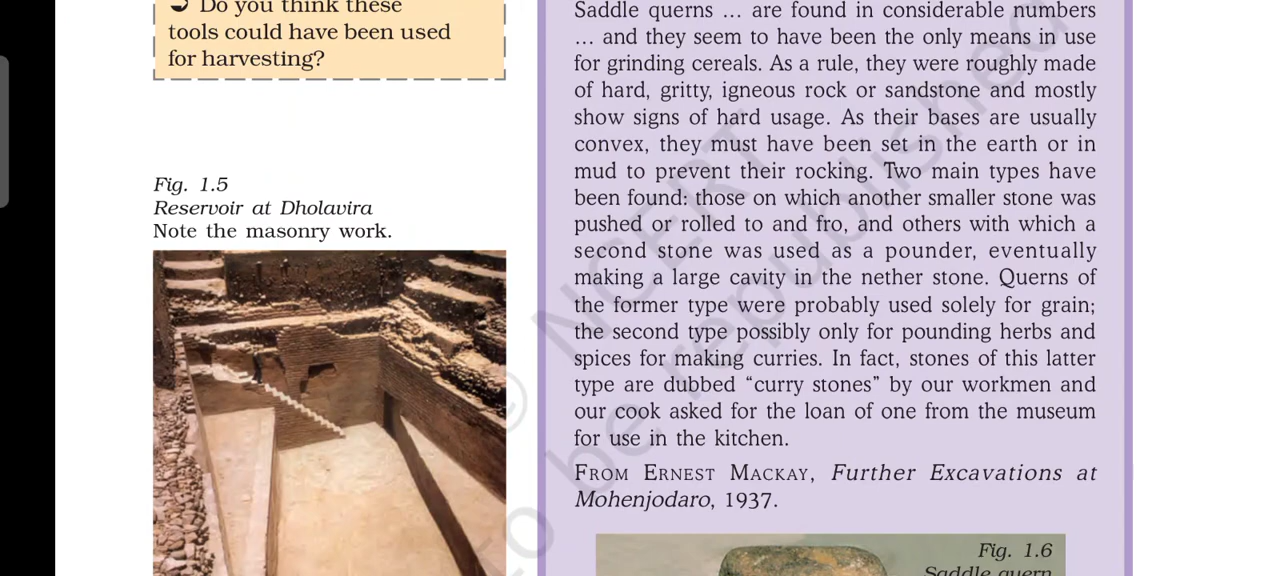 ➲ Do you think these
tools could have been used
for harvesting?
Fig. 1.5
Reservoir at Dholavira
Note the masonry work.
Saddle querns ... are found in considerable numbers
... and they seem to have been the only means in use
for grinding cereals. As a rule, they were roughly made
of hard, gritty, igneous rock or sandstone and mostly
show signs of hard usage. As their bases are usually
convex, they must have been set in the earth or in
mud to prevent their rocking. Two main types have
been found: those on which another smaller stone was
pushed or rolled to and fro, and others with which a
second stone was used as a pounder, eventually
making a large cavity in the nether stone. Querns of
the former type were probably used solely for grain;
the second type possibly only for pounding herbs and
spices for making curries. In fact, stones of this latter
type are dubbed “curry stones” by our workmen and
our cook asked for the loan of one from the museum
for use in the kitchen.
FROM ERNEST MACKAY, Further Excavations at
Mohenjodaro, 1937.
Fig. 1.6
Saddle quern
© NCERT
to be republished